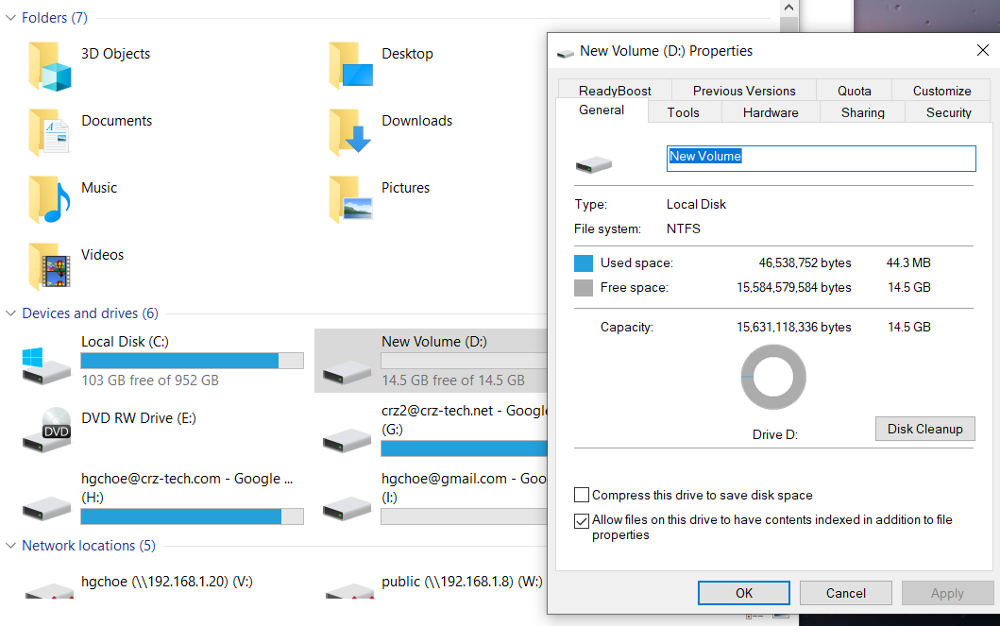 Folders (7)
3D Objects
Desktop
Documents
Downloads
Music
Pictures
Videos
Devices and drives (6)
Local Disk (C:)
103 GB free of 952 GB
New Volume (D:)
14.5 GB free of 14.5 GB
DVD
DVD RW Drive (E:)
crz2@crz-tech.net - Google
(G:)
hgchoe@crz-tech.com - Google ...
(H:)
hgchoe@gmail.com - Goo
(I:)
Network locations (5)
hgchoe (\\192.168.1.20) (V:)
public (\\192.168.1.8) (W:)
New Volume (D:) Properties
ReadyBoost Previous Versions Quota Customize
General Tools Hardware Sharing Security
New Volume
Type: Local Disk
File system: NTFS
Used space: 46,538,752 bytes 44.3 MB
Free space: 15,584,579,584 bytes 14.5 GB
Capacity: 15,631,118,336 bytes 14.5 GB
Drive D:
Disk Cleanup
Compress this drive to save disk space
Allow files on this drive to have contents indexed in addition to file
properties
OK Cancel Apply